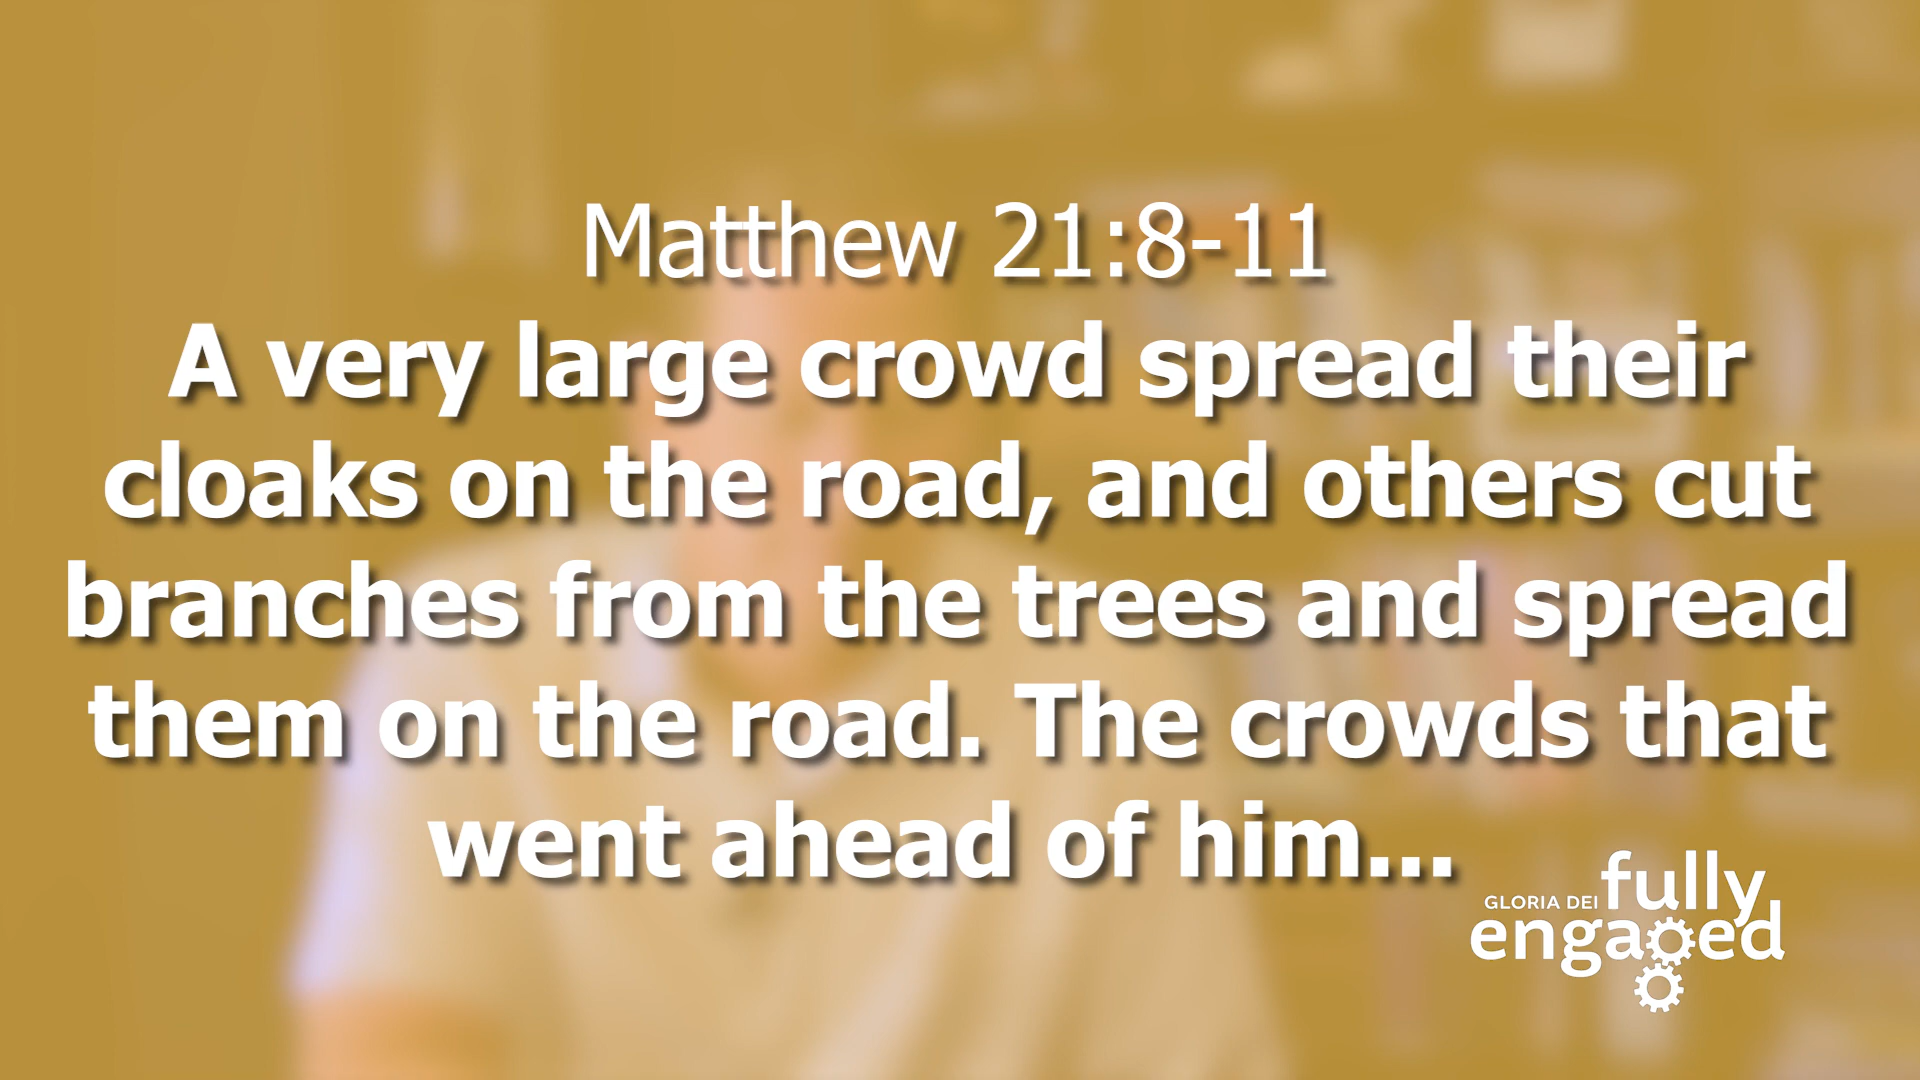 Matthew 21:8-11
A very large crowd spread their
cloaks on the road, and others cut
branches from the trees and spread
them on the road. The crowds that
went ahead of him...
GLORIA DEI fully
engaged